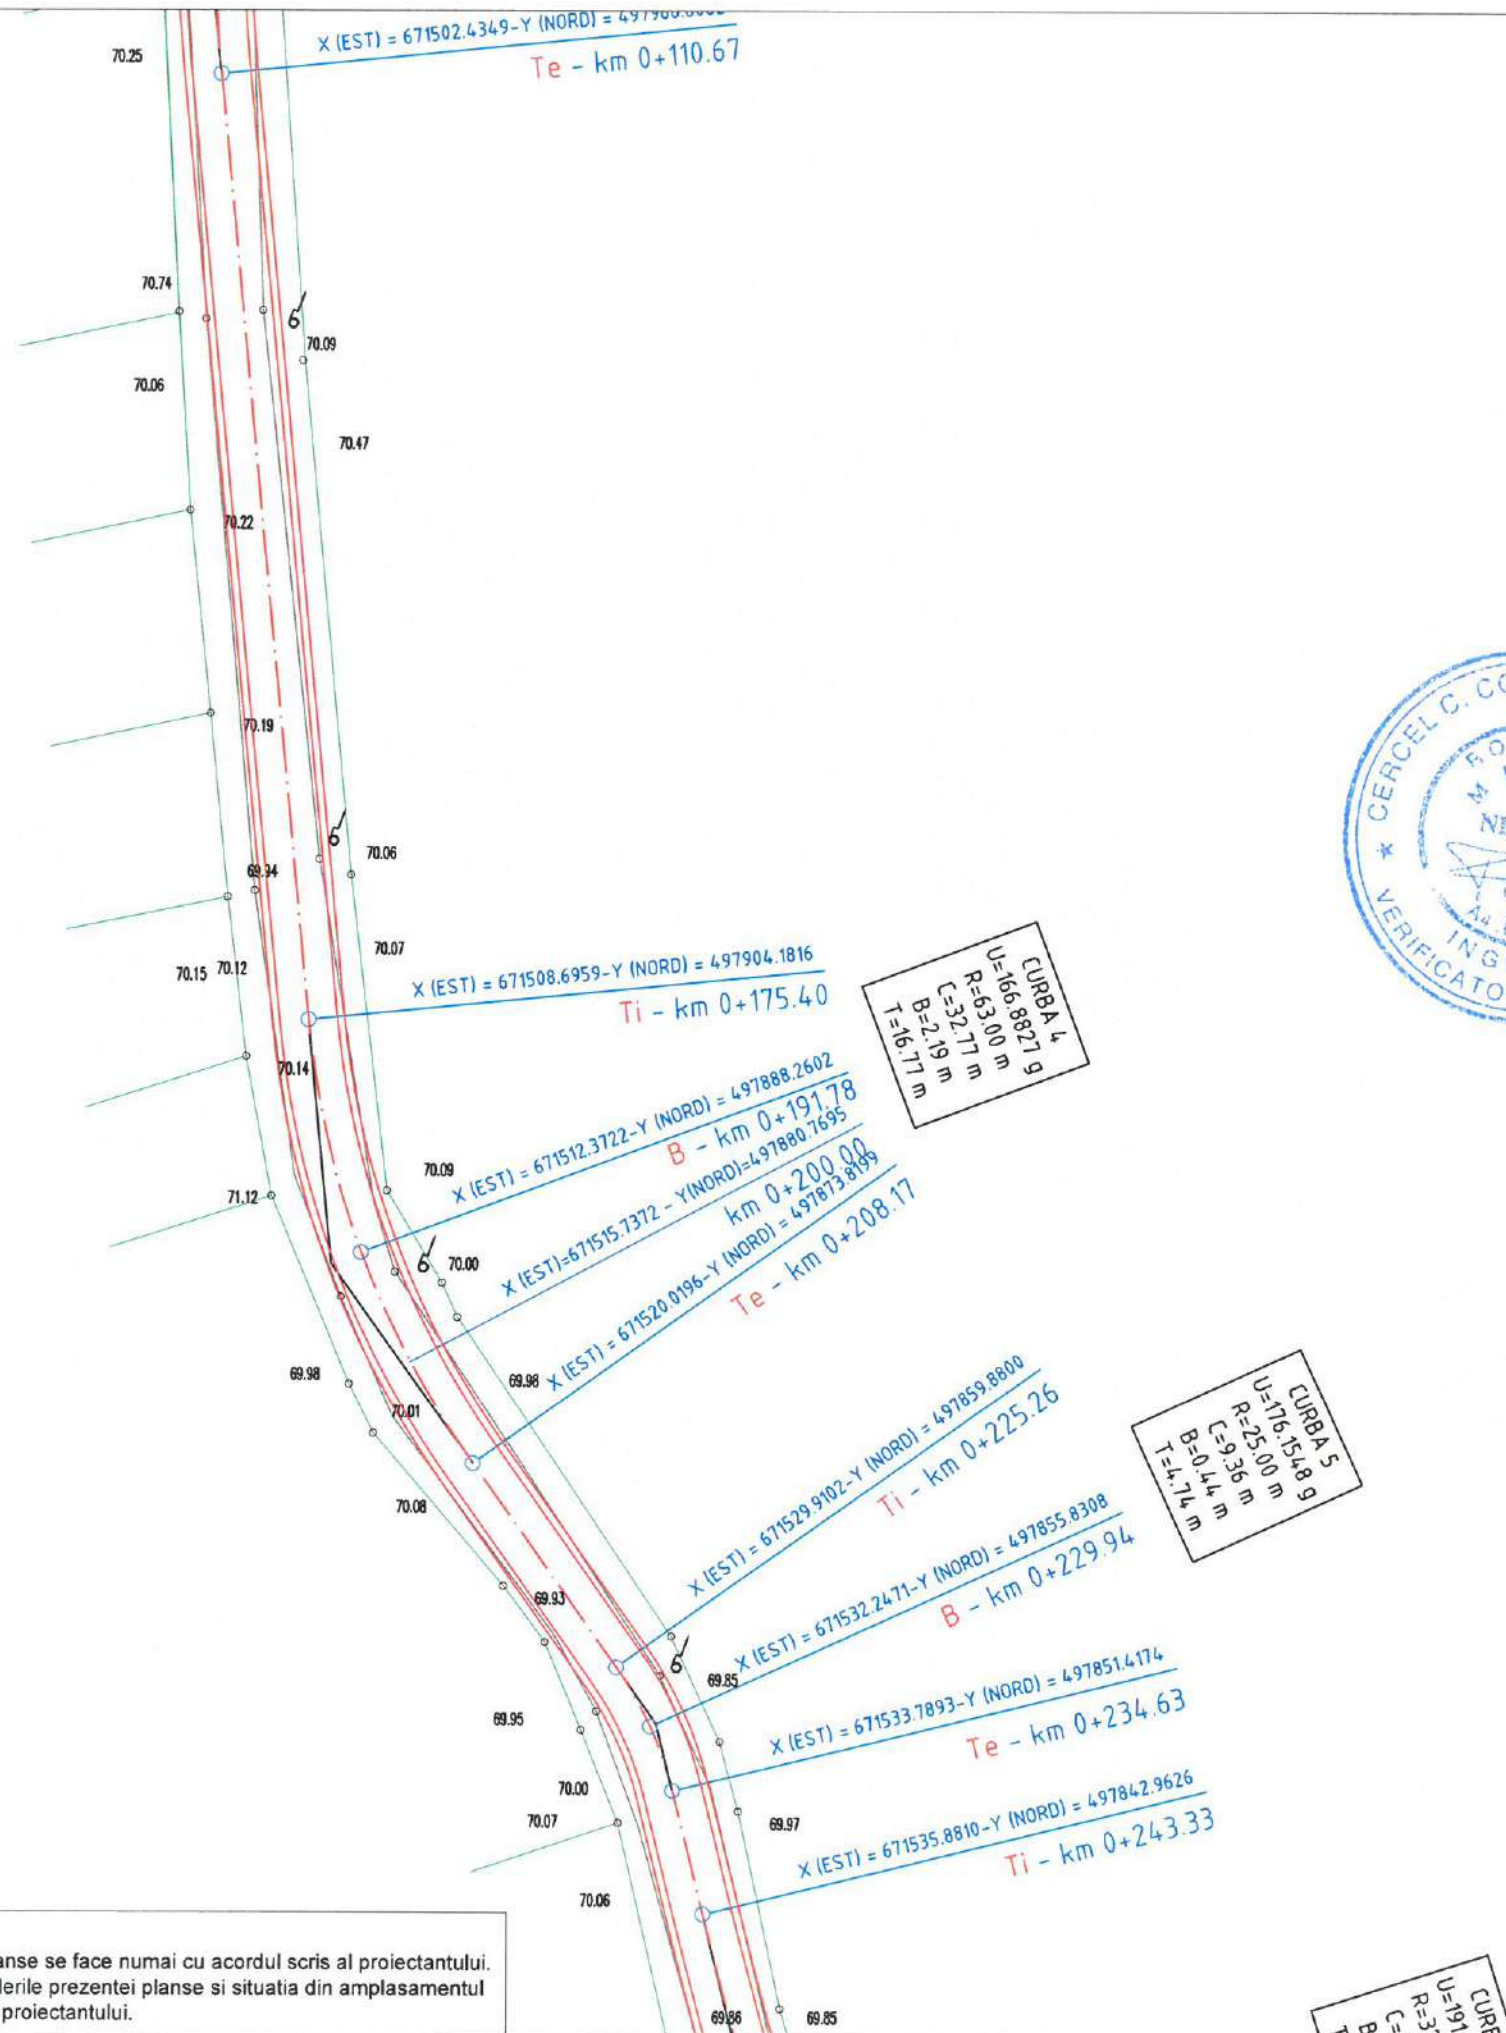 70.25
X (EST) = 671502.4349-Y (NORD) =
Te - km 0+110.67
70.74
6
70.09
70.06
70.47
70.22
70.19
6
70.06
69.94
70.07
70.15
70.12
X (EST) = 671508.6959-Y (NORD) = 497904.1816
Ti - km 0+175.40
CURBA 4
U=166.8827 g
R=63.00 m
C=32.77 m
B=2.19 m
T=16.77 m
70.14
X (EST) = 671512.3722-Y (NORD) = 497888.2602
B - km 0+191.78
70.09
71.12
X (EST)=671515.7372 - Y(NORD)=497880.7695
km 0+200.00
6
70.00
X (EST) = 671520.0196-Y (NORD) = 497873.8199
Te - km 0+208.17
69.98
69.98
70.01
70.08
X (EST) = 671529.9102-Y (NORD) = 497859.8800
Ti - km 0+225.26
CURBA 5
U=176.1548 g
R=25.00 m
C=9.36 m
B=0.44 m
T=4.74 m
69.93
X (EST) = 671532.2471-Y (NORD) = 497855.8308
B - km 0+229.94
6
69.85
69.95
X (EST) = 671533.7893-Y (NORD) = 497851.4174
Te - km 0+234.63
70.00
70.07
69.97
X (EST) = 671535.8810-Y (NORD) = 497842.9626
Ti - km 0+243.33
70.06
se face numai cu acordul scris al proiectantului.
prezentei planse si situatia din amplasamentul
proiectantului.
69.86
69.85
CERCEL C.
VERIFICATO